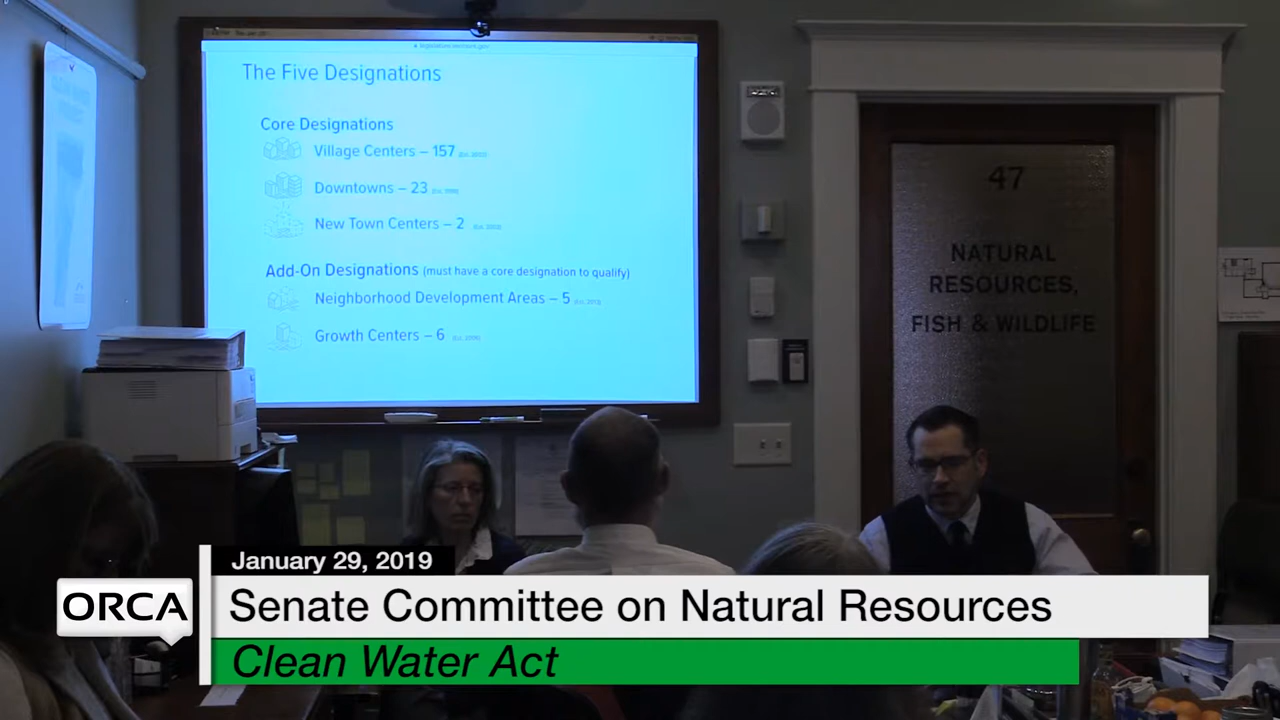 The Five Designations
Core Designations
Village Centers – 157
Downtowns – 23
New Town Centers – 2
Add-On Designations (must have a core designation to qualify)
Neighborhood Development Areas – 5
Growth Centers – 6
47
NATURAL
RESOURCES,
FISH & WILDLIFE
January 29, 2019
ORCA
Senate Committee on Natural Resources
Clean Water Act